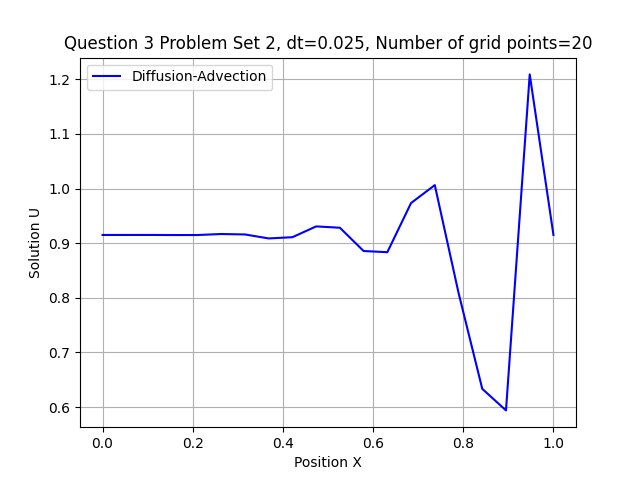 Question 3 Problem Set 2, dt=0.025, Number of grid points=20
Diffusion-Advection
Solution U
1.2
1.1
1.0
0.9
0.8
0.7
0.6
0.0 0.2 0.4 0.6 0.8 1.0
Position X